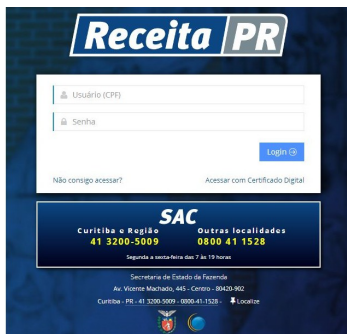 Receita PR
Usuário (CPF)
Senha
Login
Não consigo acessar? Acessar com Certificado Digital
SAC
Curitiba e Região Outras localidades
41 3200-5009 0800 41 1528
Segunda a sexta-feira das 7 às 19 horas
Secretaria de Estado da Fazenda
Av. Vicente Machado, 445 - Centro - 80420-902
Curitiba - PR - 41 3200-5009 - 0800-41-1528 - Localize